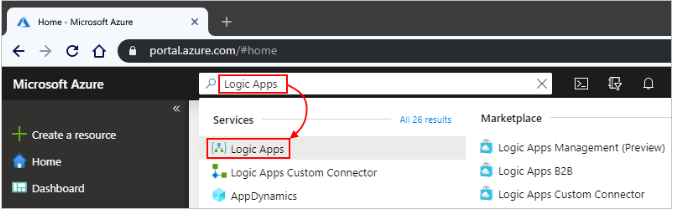 Home - Microsoft Azure
portal.azure.com/#home
Microsoft Azure
Logic Apps
Create a resource
Home
Dashboard
Services
All 26 results
Logic Apps
Logic Apps Custom Connector
AppDynamics
Marketplace
Logic Apps Management (Preview)
Logic Apps B2B
Logic Apps Custom Connector